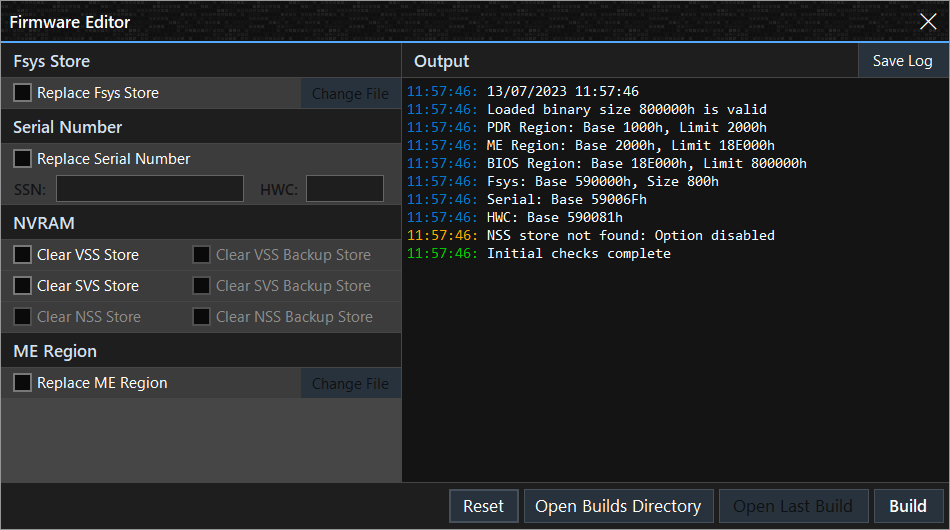 Firmware Editor
Fsys Store
Replace Fsys Store
Change File
Serial Number
Replace Serial Number
SSN:
HWC:
NVRAM
Clear VSS Store
Clear VSS Backup Store
Clear SVS Store
Clear SVS Backup Store
Clear NSS Store
Clear NSS Backup Store
ME Region
Replace ME Region
Change File
Output
Save Log
11:57:46: 13/07/2023 11:57:46
11:57:46: Loaded binary size 800000h is valid
11:57:46: PDR Region: Base 1000h, Limit 2000h
11:57:46: ME Region: Base 2000h, Limit 18E000h
11:57:46: BIOS Region: Base 18E000h, Limit 800000h
11:57:46: Fsys: Base 590000h, Size 800h
11:57:46: Serial: Base 59006Fh
11:57:46: HWC: Base 590081h
11:57:46: NSS store not found: Option disabled
11:57:46: Initial checks complete
Reset
Open Builds Directory
Open Last Build
Build